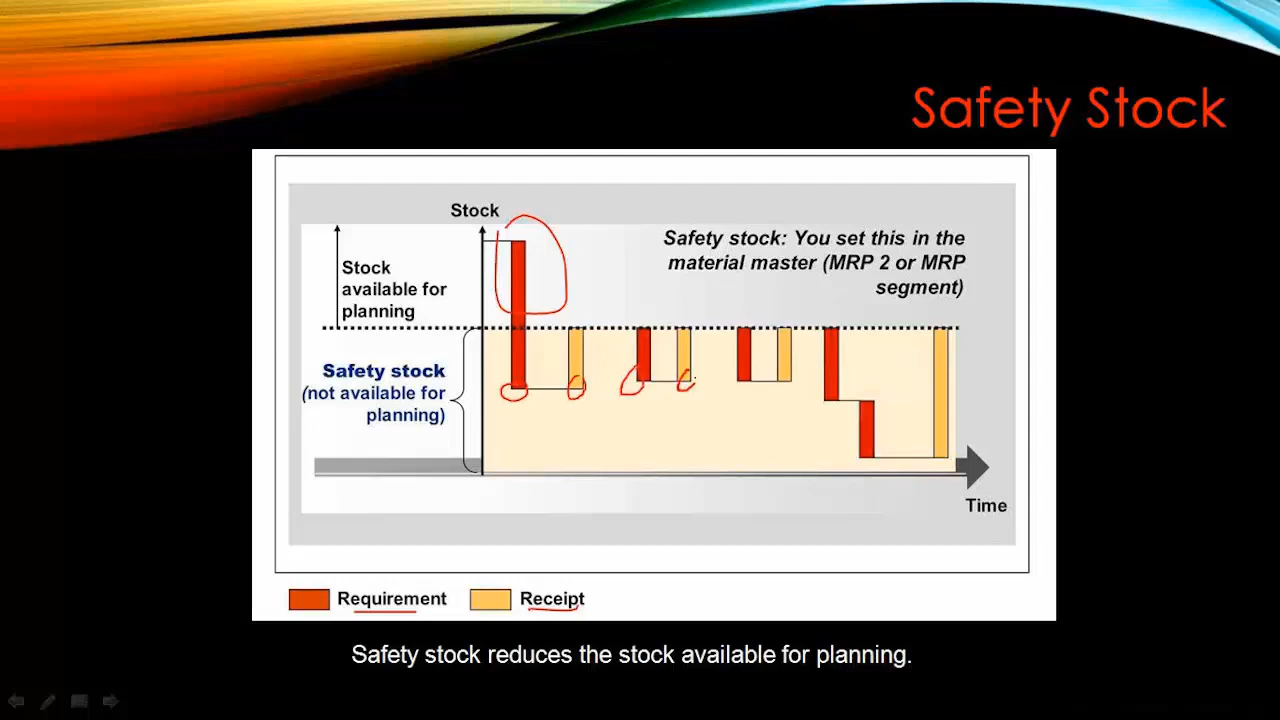 Safety Stock
Stock
Safety stock: You set this in the
material master (MRP 2 or MRP
segment)
Stock
available for
planning
Safety stock
(not available for
planning)
Time
Requirement
Receipt
Safety stock reduces the stock available for planning.